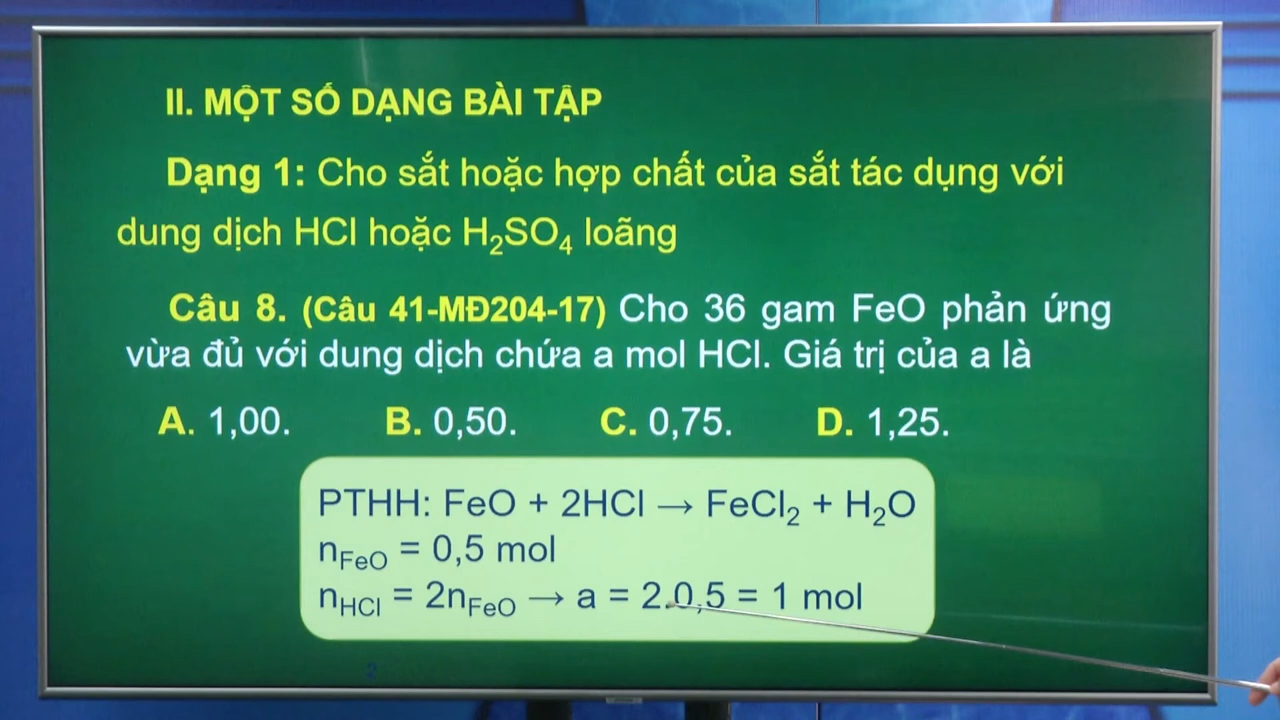 II. MỘT SỐ DẠNG BÀI TẬP
Dạng 1: Cho sắt hoặc hợp chất của sắt tác dụng với
dung dịch HCl hoặc H₂SO₄ loãng
Câu 8. (Câu 41-MĐ204-17) Cho 36 gam FeO phản ứng
vừa đủ với dung dịch chứa a mol HCl. Giá trị của a là
A. 1,00. B. 0,50. C. 0,75. D. 1,25.
PTHH: FeO + 2HCl → FeCl₂ + H₂O
nFeO = 0,5 mol
nHCl = 2nFeO → a = 2.0,5 = 1 mol
2